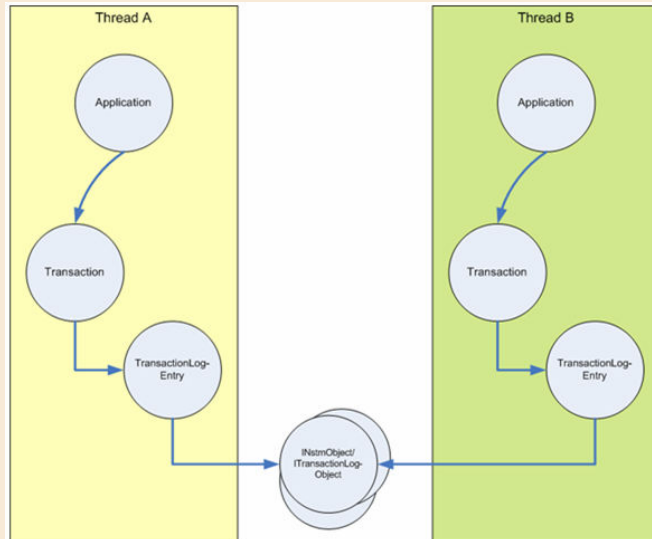 Thread A
Thread B
Application
Application
Transaction
Transaction
TransactionLog-
Entry
TransactionLog-
Entry
INstmObject/
ITransactionLog-
Object